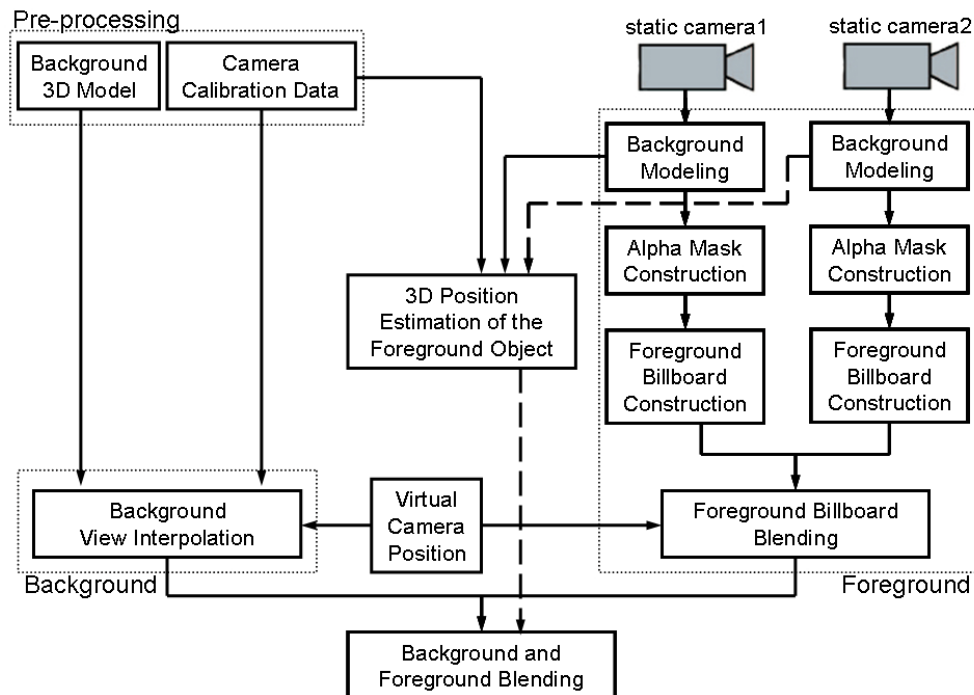 Pre-processing
Background
3D Model
Camera
Calibration Data
static camera1
static camera2
Background
Modeling
Background
Modeling
Alpha Mask
Construction
Alpha Mask
Construction
3D Position
Estimation of the
Foreground Object
Foreground
Billboard
Construction
Foreground
Billboard
Construction
Background
View Interpolation
Virtual
Camera
Position
Foreground Billboard
Blending
Background
Foreground
Background and
Foreground Blending